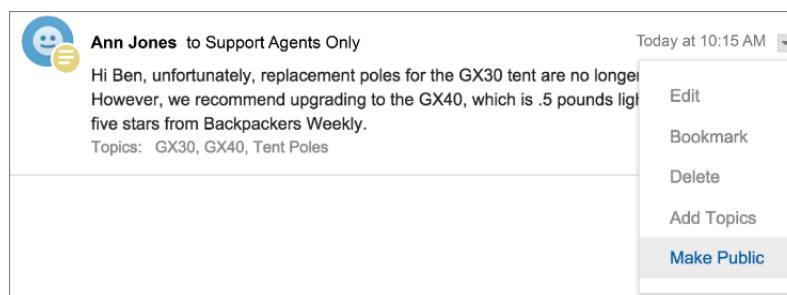 Ann Jones to Support Agents Only
Today at 10:15 AM
Hi Ben, unfortunately, replacement poles for the GX30 tent are no longer
However, we recommend upgrading to the GX40, which is .5 pounds
five stars from Backpackers Weekly.
Topics: GX30, GX40, Tent Poles
Edit
Bookmark
Delete
Add Topics
Make Public